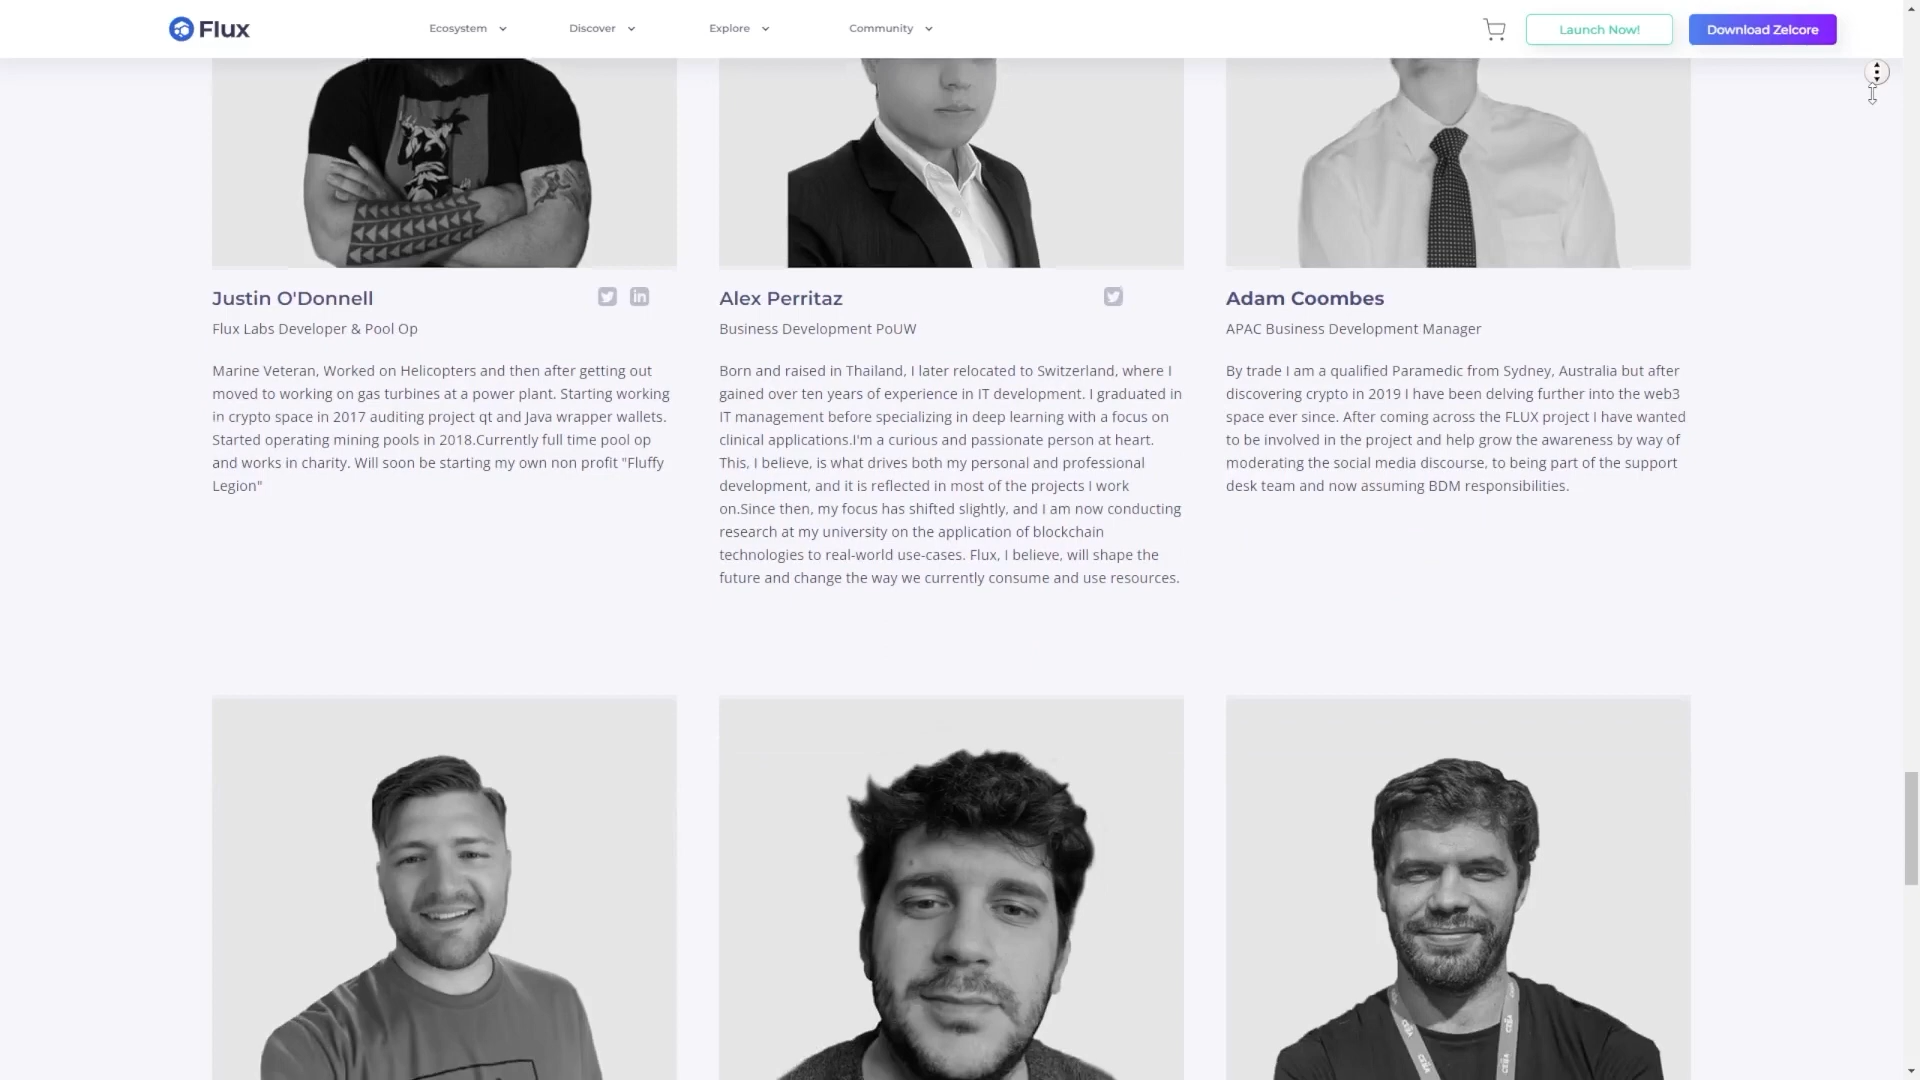 Flux
Ecosystem
Discover
Explore
Community
Launch Now!
Download Zelcore
Justin O'Donnell
Flux Labs Developer & Pool Op
Marine Veteran, Worked on Helicopters and then after getting out
moved to working on gas turbines at a power plant. Starting working
in crypto space in 2017 auditing project qt and Java wrapper wallets.
Started operating mining pools in 2018.Currently full time pool op
and works in charity. Will soon be starting my own non profit "Fluffy
Legion"
Alex Perritaz
Business Development PoUW
Born and raised in Thailand, I later relocated to Switzerland, where I
gained over ten years of experience in IT development. I graduated in
IT management before specializing in deep learning with a focus on
clinical applications.I'm a curious and passionate person at heart.
This, I believe, is what drives both my personal and professional
development, and it is reflected in most of the projects I work
on.Since then, my focus has shifted slightly, and I am now conducting
research at my university on the application of blockchain
technologies to real-world use-cases. Flux, I believe, will shape the
future and change the way we currently consume and use resources.
Adam Coombes
APAC Business Development Manager
By trade I am a qualified Paramedic from Sydney, Australia but after
discovering crypto in 2019 I have been delving further into the web3
space ever since. After coming across the FLUX project I have wanted
to be involved in the project and help grow the awareness by way of
moderating the social media discourse, to being part of the support
desk team and now assuming BDM responsibilities.